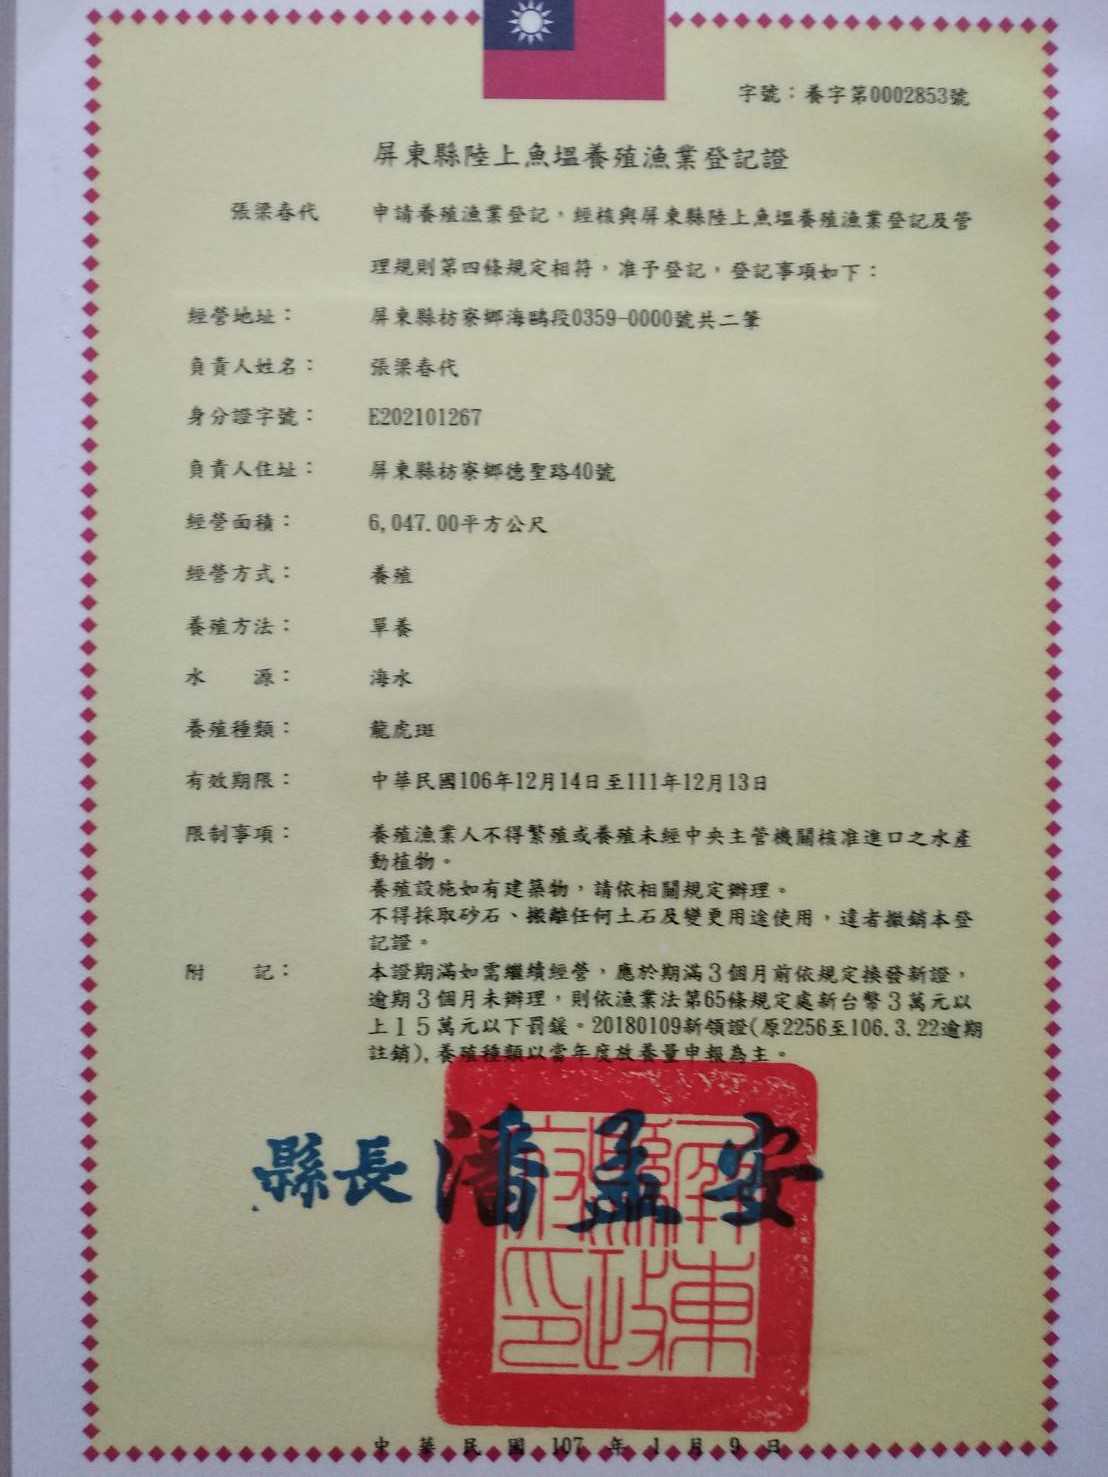 字號：養字第0002853號
屏東縣陸上魚塭養殖漁業登記證
張梁春代 申請養殖漁業登記，經核與屏東縣陸上魚塭養殖漁業登記及管
理規則第四條規定相符，准予登記，登記事項如下：
經營地址： 屏東縣枋寮鄉海鷗段0359-0000號共二筆
負責人姓名： 張梁春代
身分證字號： E202101267
負責人住址： 屏東縣枋寮鄉德聖路40號
經營面積： 6,047.00平方公尺
經營方式： 養殖
養殖方法： 單養
水 源： 海水
養殖種類： 龍虎斑
有效期限： 中華民國106年12月14日至111年12月13日
限制事項： 養殖漁業人不得繁殖或養殖未經中央主管機關核准進口之水產
動植物。
養殖設施如有建築物，請依相關規定辦理。
不得採取砂石、搬離任何土石及變更用途使用，違者撤銷本登
記證。
附 記： 本證期滿如需繼續經營，應於期滿３個月前依規定換發新證，
逾期３個月未辦理，則依漁業法第65條規定處新台幣３萬元以
上１５萬元以下罰鍰。20180109新領證(原2256至106.3.22逾期
註銷),養殖種類以當年度放養量申報為主。
縣長潘孟安
屏東縣政府印
中華民國107年1月9日